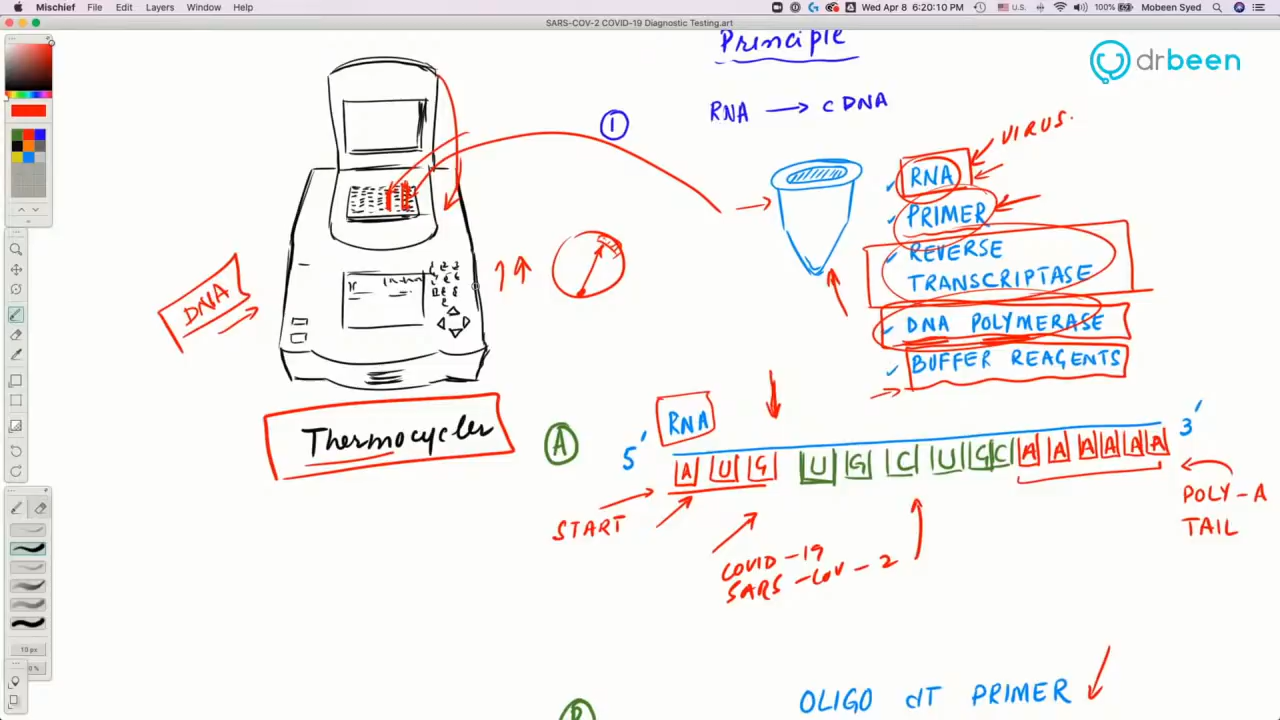 Mischief File Edit Layers Window Help
U.S. 100% Wed Apr 8 6:20:10 PM Mobeen Syed
SARS-COV-2 COVID-19 Diagnostic Testing.art
Principle
drbeen
RNA → cDNA
1
VIRUS.
RNA
PRIMER
REVERSE
TRANSCRIPTASE
DNA POLYMERASE
BUFFER REAGENTS
DNA
Thermocycler
A
RNA
5' 3'
A U G U G C U G C A A A A A A
START
POLY-A
TAIL
COVID-19
SARS-CoV-2
10 px
B
OLIGO dT PRIMER